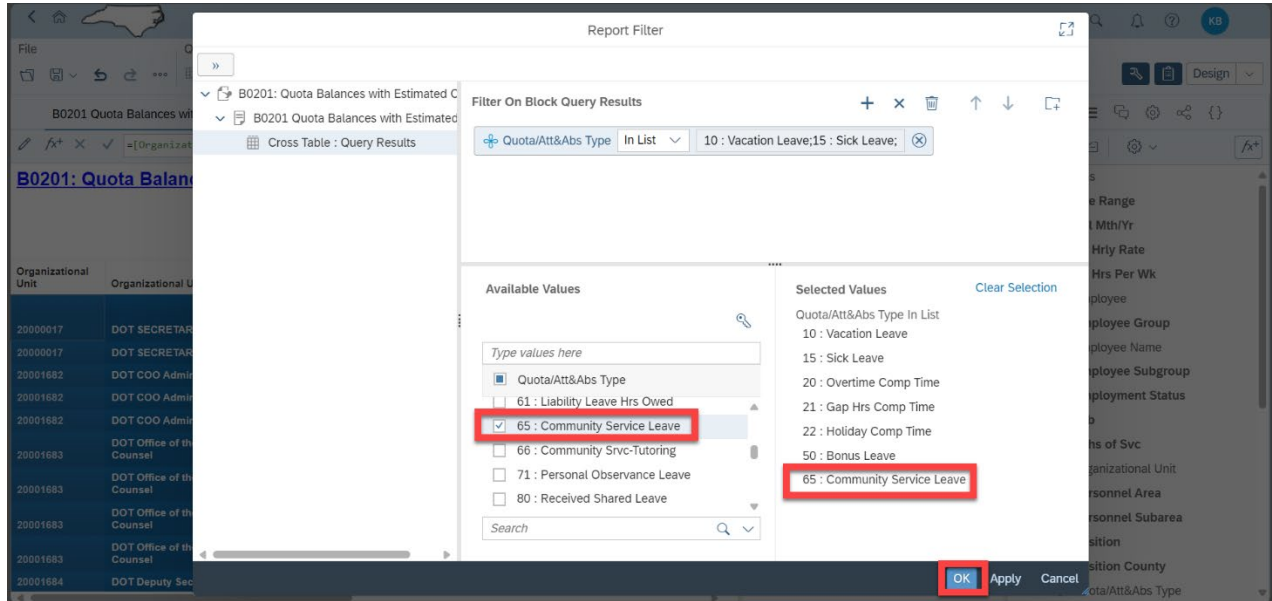 Report Filter
KB
File
Design
B0201 Quota Balances wit
=[Organizat
B0201: Quota Balan
Organizational
Unit
Organizational U
20000017 DOT SECRETAR
20000017 DOT SECRETAR
20001682 DOT COO Admir
20001682 DOT COO Admir
20001682 DOT COO Admir
20001683 DOT Office of th
Counsel
20001683 DOT Office of th
Counsel
20001683 DOT Office of th
Counsel
20001683 DOT Office of th
Counsel
20001684 DOT Deputy Sec
B0201: Quota Balances with Estimated C
B0201 Quota Balances with Estimated
Cross Table : Query Results
Filter On Block Query Results
Quota/Att&Abs Type In List 10 : Vacation Leave;15 : Sick Leave;
Available Values
Type values here
Quota/Att&Abs Type
61 : Liability Leave Hrs Owed
65 : Community Service Leave
66 : Community Srvc-Tutoring
71 : Personal Observance Leave
80 : Received Shared Leave
Search
Selected Values Clear Selection
Quota/Att&Abs Type In List
10 : Vacation Leave
15 : Sick Leave
20 : Overtime Comp Time
21 : Gap Hrs Comp Time
22 : Holiday Comp Time
50 : Bonus Leave
65 : Community Service Leave
OK Apply Cancel
e Range
l Mth/Yr
Hrly Rate
Hrs Per Wk
ployee
ployee Group
ployee Name
ployee Subgroup
ployment Status
hs of Svc
ganizational Unit
rsonnel Area
rsonnel Subarea
sition
sition County
ota/Att&Abs Type